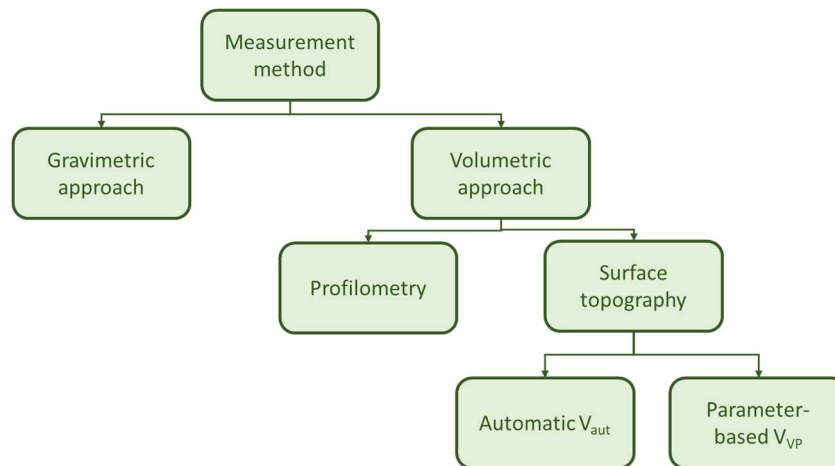 Measurement
method
Gravimetric
approach
Volumetric
approach
Profilometry
Surface
topography
Automatic V_aut
Parameter-
based V_VP